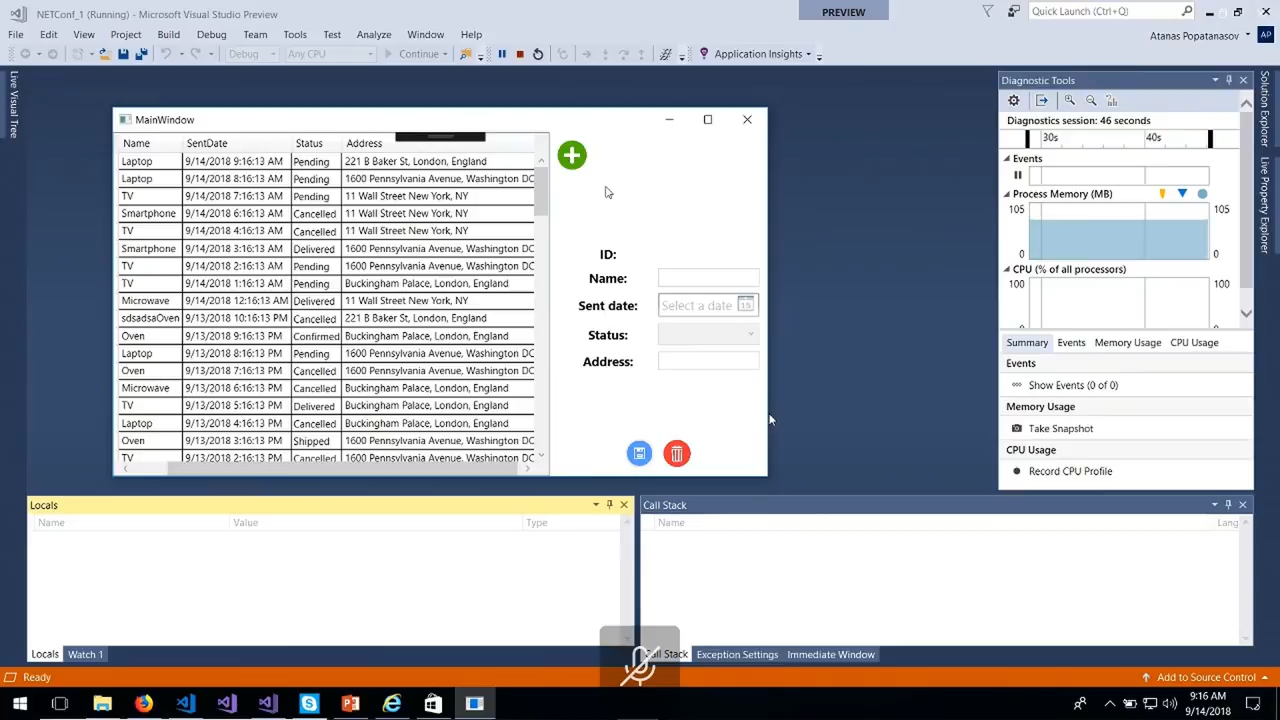 NETConf_1 (Running) - Microsoft Visual Studio Preview
PREVIEW
Quick Launch (Ctrl+Q)
File Edit View Project Build Debug Team Tools Test Analyze Window Help
Atanas Popatanasov AP
Debug Any CPU Continue Application Insights
Live Visual Tree
MainWindow
Name SentDate Status Address
Laptop 9/14/2018 9:16:13 AM Pending 221 B Baker St, London, England
Laptop 9/14/2018 8:16:13 AM Pending 1600 Pennsylvania Avenue, Washington DC
TV 9/14/2018 7:16:13 AM Pending 11 Wall Street New York, NY
Smartphone 9/14/2018 6:16:13 AM Cancelled 11 Wall Street New York, NY
TV 9/14/2018 4:16:13 AM Cancelled 11 Wall Street New York, NY
Smartphone 9/14/2018 3:16:13 AM Delivered 1600 Pennsylvania Avenue, Washington DC
TV 9/14/2018 2:16:13 AM Pending 1600 Pennsylvania Avenue, Washington DC
TV 9/14/2018 1:16:13 AM Pending Buckingham Palace, London, England
Microwave 9/14/2018 12:16:13 AM Delivered 11 Wall Street New York, NY
sdsadsaOven 9/13/2018 10:16:13 PM Cancelled 221 B Baker St, London, England
Oven 9/13/2018 9:16:13 PM Confirmed Buckingham Palace, London, England
Laptop 9/13/2018 8:16:13 PM Pending 1600 Pennsylvania Avenue, Washington DC
Oven 9/13/2018 7:16:13 PM Cancelled 1600 Pennsylvania Avenue, Washington DC
Microwave 9/13/2018 6:16:13 PM Cancelled Buckingham Palace, London, England
TV 9/13/2018 5:16:13 PM Delivered Buckingham Palace, London, England
Laptop 9/13/2018 4:16:13 PM Cancelled Buckingham Palace, London, England
Oven 9/13/2018 3:16:13 PM Shipped 1600 Pennsylvania Avenue, Washington DC
TV 9/13/2018 2:16:13 PM Cancelled 1600 Pennsylvania Avenue, Washington DC
ID:
Name:
Sent date: Select a date 15
Status:
Address:
Diagnostic Tools
Diagnostics session: 46 seconds
30s 40s
Events
Process Memory (MB)
105 105
0 0
CPU (% of all processors)
100 100
Summary Events Memory Usage CPU Usage
Events
Show Events (0 of 0)
Memory Usage
Take Snapshot
CPU Usage
Record CPU Profile
Solution Explorer
Live Property Explorer
Locals
Name Value Type
Locals Watch 1
Call Stack
Name Lang
Call Stack Exception Settings Immediate Window
Ready
Add to Source Control
9:16 AM
9/14/2018